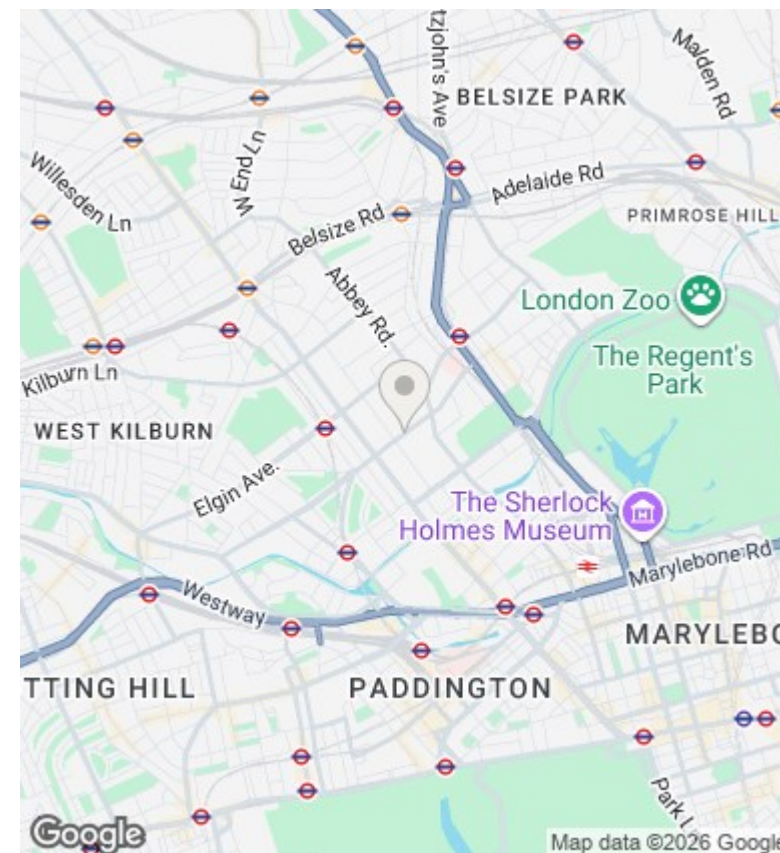 tzjohn's Ave
BELSIZE PARK
Malden Rd
W End Ln
Willesden Ln
Adelaide Rd
Belsize Rd
PRIMROSE HILL
Abbey Rd.
London Zoo
The Regent's
Park
Kilburn Ln
WEST KILBURN
Elgin Ave.
The Sherlock
Holmes Museum
Marylebone Rd
Westway
MARYLEBO
TTING HILL
PADDINGTON
Park L
Google
Map data ©2026 Google